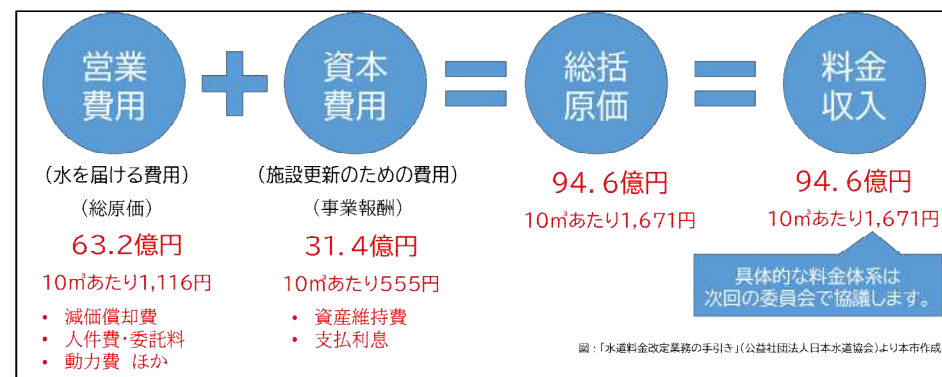 営業
費用
資本
費用
総括
原価
料金
収入
(水を届ける費用)
(総原価)
63.2億円
10㎥あたり1,116円
• 減価償却費
• 人件費・委託料
• 動力費 ほか
(施設更新のための費用)
(事業報酬)
31.4億円
10㎥あたり555円
• 資産維持費
• 支払利息
94.6億円
10㎥あたり1,671円
94.6億円
10㎥あたり1,671円
具体的な料金体系は
次回の委員会で協議します。
図:「水道料金改定業務の手引き」(公益社団法人日本水道協会)より本市作成